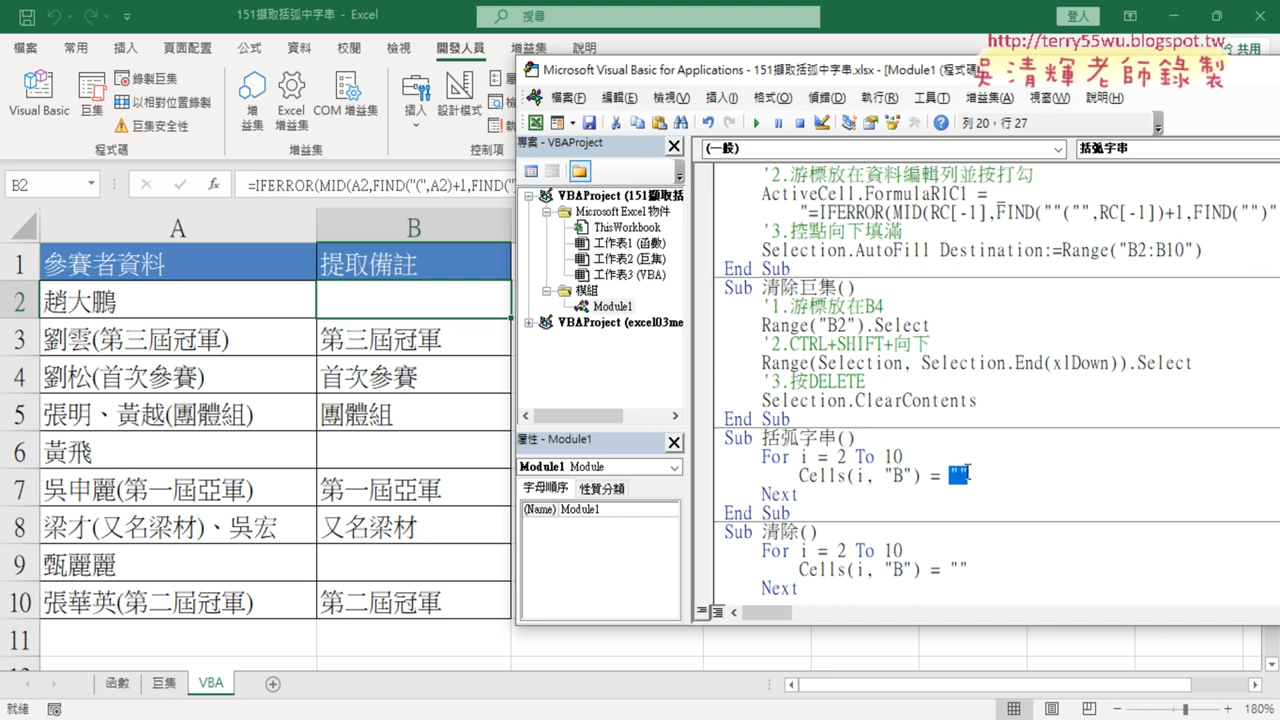 151擷取括弧中字串 - Excel
搜尋
登入
檔案 常用 插入 頁面配置 公式 資料 校閱 檢視 開發人員 增益集 說明
共用
http://terry55wu.blogspot.tw
吳清輝老師錄製
Visual Basic
巨集
錄製巨集
以相對位置錄製
巨集安全性
程式碼
增益集
Excel 增益集
COM 增益集
增益集
插入
設計模式
控制項
B2
=IFERROR(MID(A2,FIND("(",A2)+1,FIND("
A B
1 參賽者資料 提取備註
2 趙大鵬
3 劉雲(第三屆冠軍) 第三屆冠軍
4 劉松(首次參賽) 首次參賽
5 張明、黃越(團體組) 團體組
6 黃飛
7 吳申麗(第一屆亞軍) 第一屆亞軍
8 梁才(又名梁材)、吳宏 又名梁材
9 甄麗麗
10 張華英(第二屆冠軍) 第二屆冠軍
11
函數 巨集 VBA
就緒
180%
Microsoft Visual Basic for Applications - 151擷取括弧中字串.xlsx - [Module1 (程式碼
檔案(F) 編輯(E) 檢視(V) 插入(I) 格式(O) 偵錯(D) 執行(R) 工具(T) 增益集(A) 視窗(W) 說明(H)
列 20，行 27
專案 - VBAProject
VBAProject (151擷取括
Microsoft Excel 物件
ThisWorkbook
工作表1 (函數)
工作表2 (巨集)
工作表3 (VBA)
模組
Module1
VBAProject (excel03me
屬性 - Module1
Module1 Module
字母順序 性質分類
(Name) Module1
(一般)
括弧字串
'2.游標放在資料編輯列並按打勾
ActiveCell.FormulaR1C1 = _
"=IFERROR(MID(RC[-1],FIND(""("",RC[-1])+1,FIND("")"
'3.控點向下填滿
Selection.AutoFill Destination:=Range("B2:B10")
End Sub
Sub 清除巨集()
'1.游標放在B4
Range("B2").Select
'2.CTRL+SHIFT+向下
Range(Selection, Selection.End(xlDown)).Select
'3.按DELETE
Selection.ClearContents
End Sub
Sub 括弧字串()
For i = 2 To 10
Cells(i, "B") = ""
Next
End Sub
Sub 清除()
For i = 2 To 10
Cells(i, "B") = ""
Next